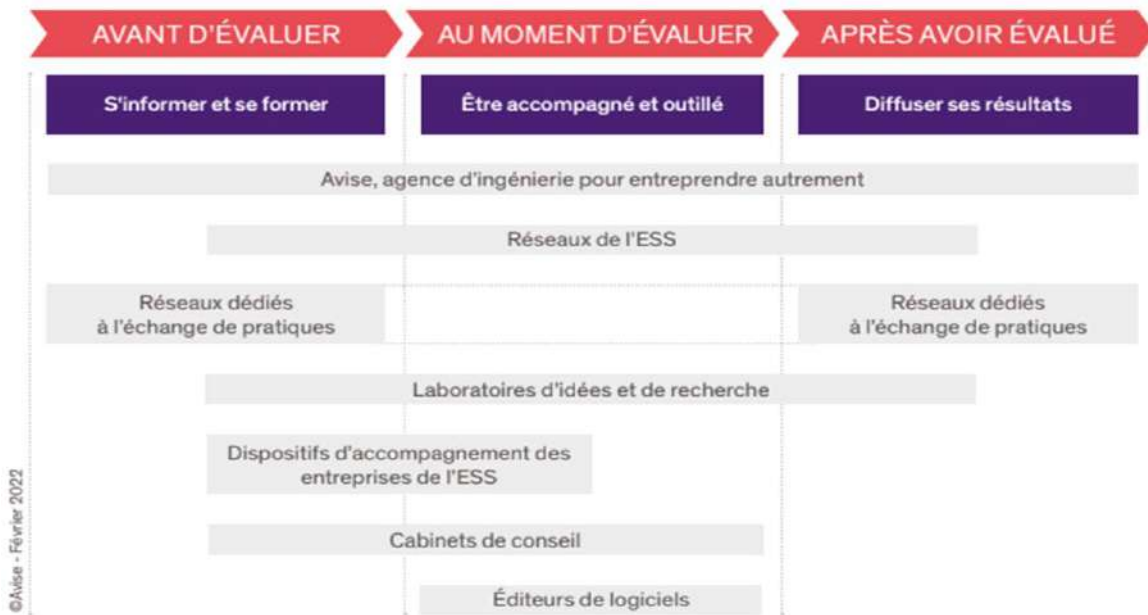 AVANT D'ÉVALUER
AU MOMENT D'ÉVALUER
APRÈS AVOIR ÉVALUÉ
S'informer et se former
Être accompagné et outillé
Diffuser ses résultats
Avise, agence d'ingénierie pour entreprendre autrement
Réseaux de l'ESS
Réseaux dédiés
à l'échange de pratiques
Réseaux dédiés
à l'échange de pratiques
Laboratoires d'idées et de recherche
Dispositifs d'accompagnement des
entreprises de l'ESS
Cabinets de conseil
Éditeurs de logiciels
©Avise - Février 2022